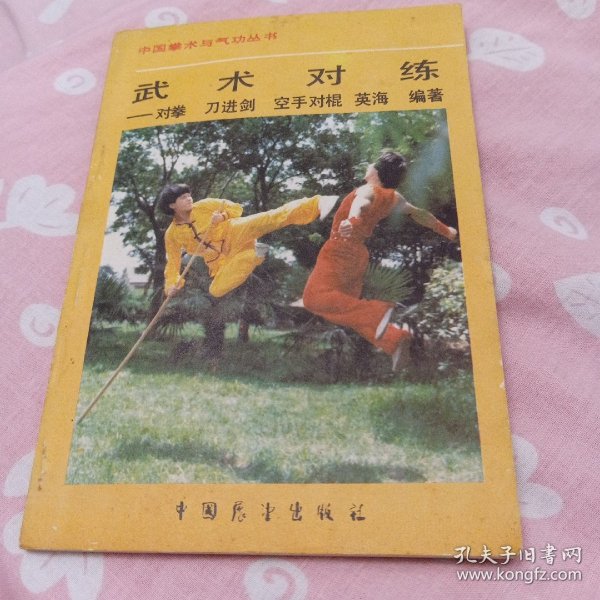 中国拳术与气功丛书
武术对练
——对拳 刀进剑 空手对棍 英海 编著
中国展望出版社
孔夫子旧书网
www.kongfz.com